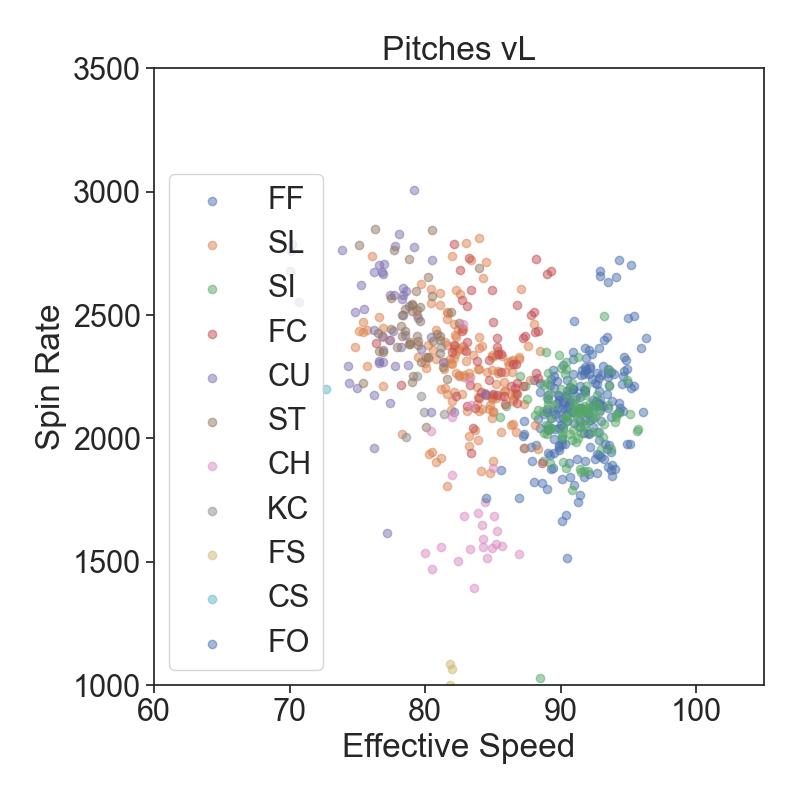 Pitches vL
3500
3000
2500
2000
1500
1000
Spin Rate
FF
SL
SI
FC
CU
ST
CH
KC
FS
CS
FO
60 70 80 90 100
Effective Speed